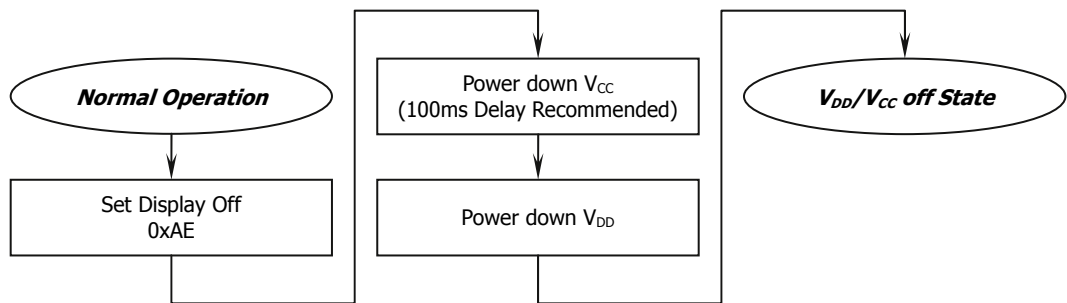 Normal Operation
Set Display Off
0xAE
Power down VCC
(100ms Delay Recommended)
Power down VDD
VDD/VCC off State